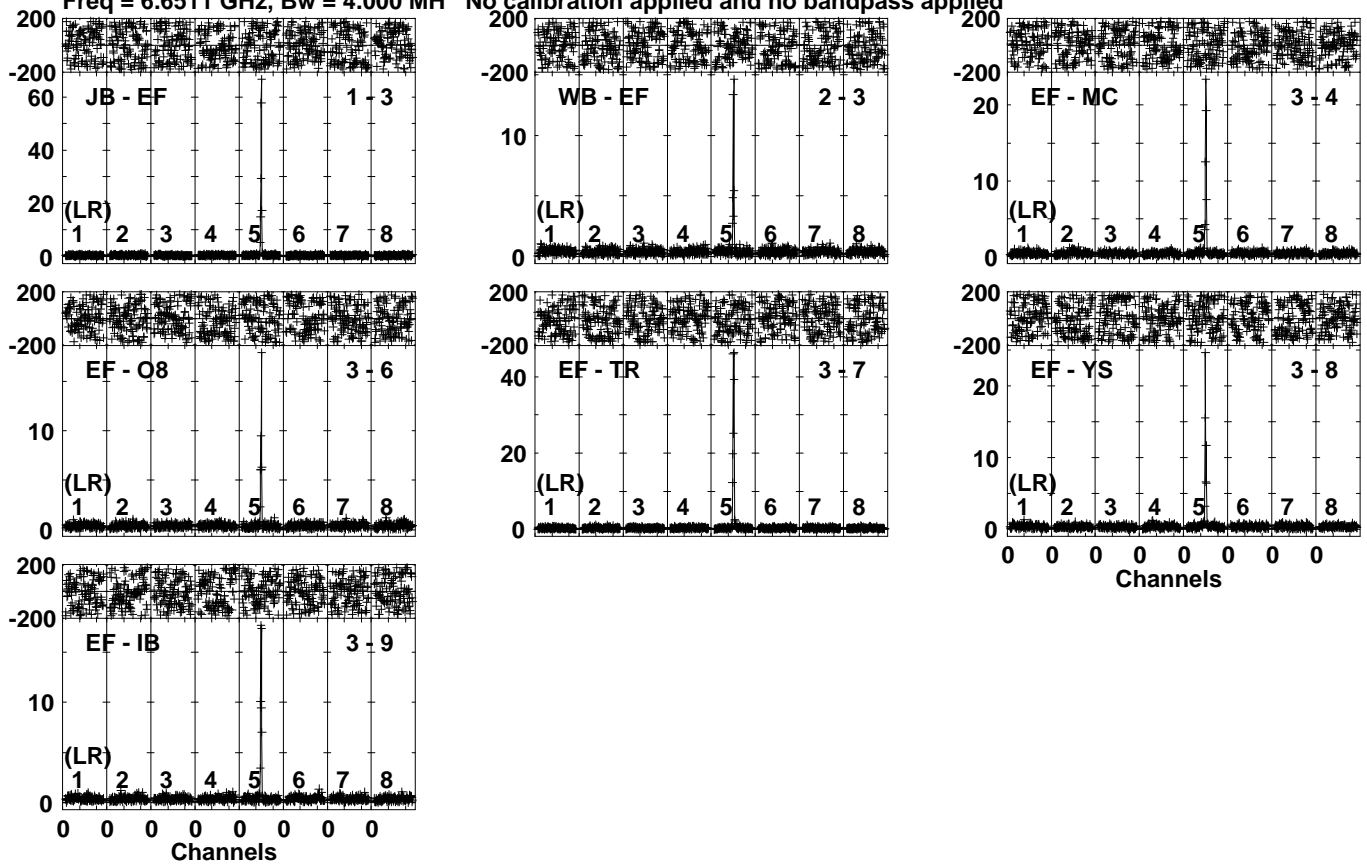 Freq = 6.6511 GHz, Bw = 4.000 MH No calibration applied and no bandpass applied
200
-200
JB - EF 1 - 3
60
40
20
0
(LR)
1 2 3 4 5 6 7 8
WB - EF 2 - 3
10
0
(LR)
1 2 3 4 5 6 7 8
200
-200
EF - MC 3 - 4
20
10
0
(LR)
1 2 3 4 5 6 7 8
200
-200
EF - O8 3 - 6
10
0
(LR)
1 2 3 4 5 6 7 8
200
-200
EF - TR 3 - 7
40
20
0
(LR)
1 2 3 4 5 6 7 8
200
-200
EF - YS 3 - 8
20
10
0
(LR)
1 2 3 4 5 6 7 8
0 0 0 0 0 0 0 0
Channels
200
-200
EF - IB 3 - 9
10
0
(LR)
1 2 3 4 5 6 7 8
0 0 0 0 0 0 0 0
Channels